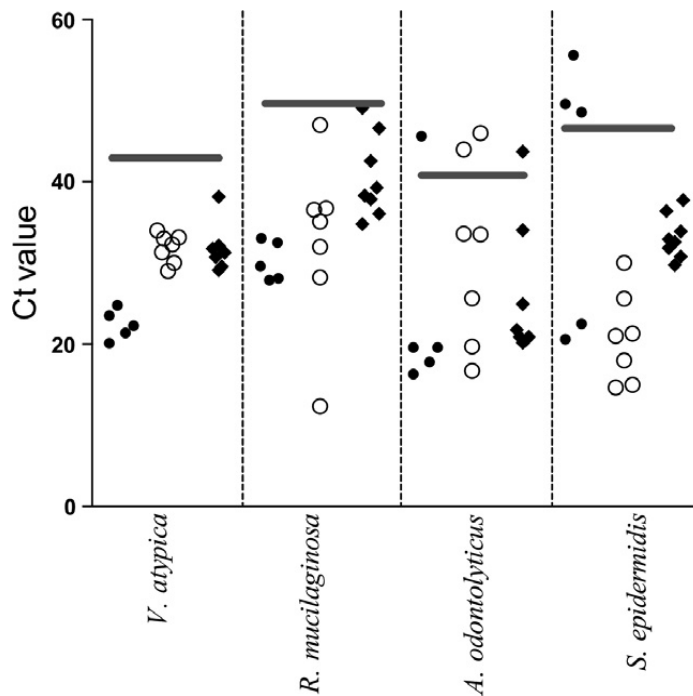 60
40
20
0
Ct value
V. atypica
R. mucilaginosa
A. odontolyticus
S. epidermidis